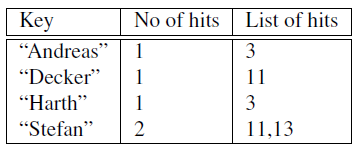 Key No of hits List of hits
“Andreas” 1 3
“Decker” 1 11
“Harth” 1 3
“Stefan” 2 11,13